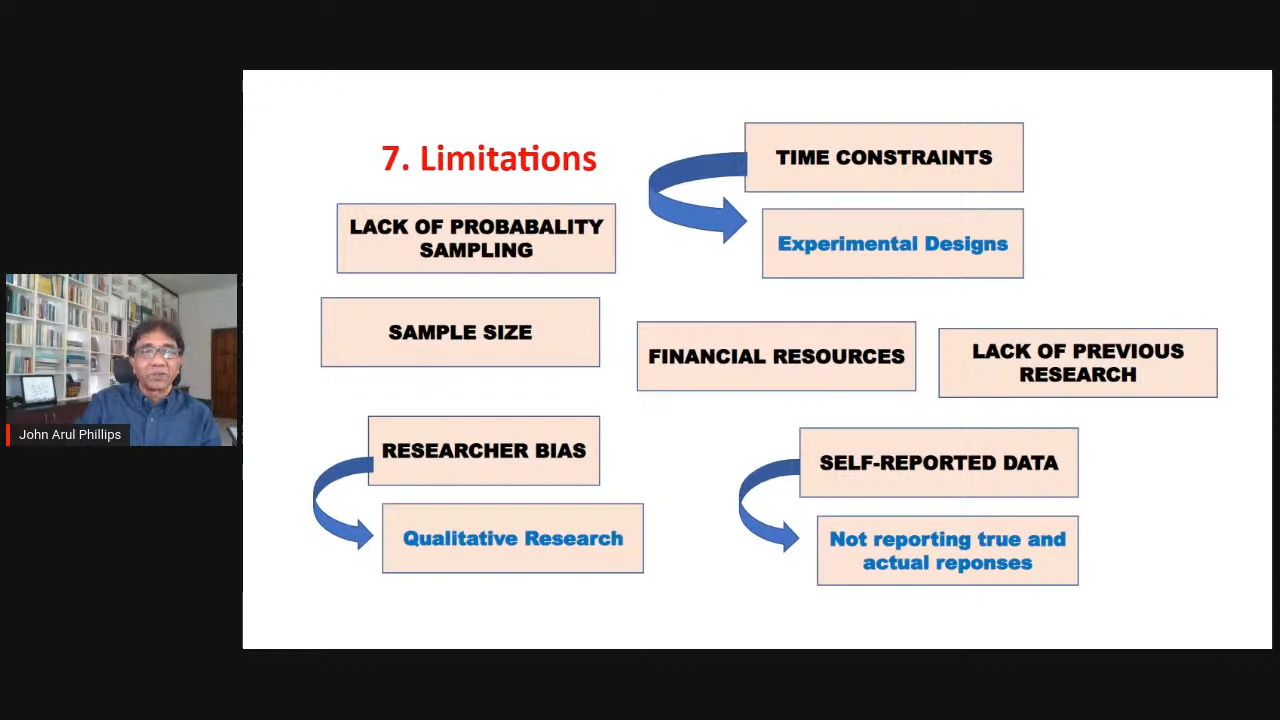 7. Limitations
TIME CONSTRAINTS
Experimental Designs
LACK OF PROBABALITY
SAMPLING
SAMPLE SIZE
FINANCIAL RESOURCES
LACK OF PREVIOUS
RESEARCH
RESEARCHER BIAS
Qualitative Research
SELF-REPORTED DATA
Not reporting true and
actual reponses
John Arul Phillips